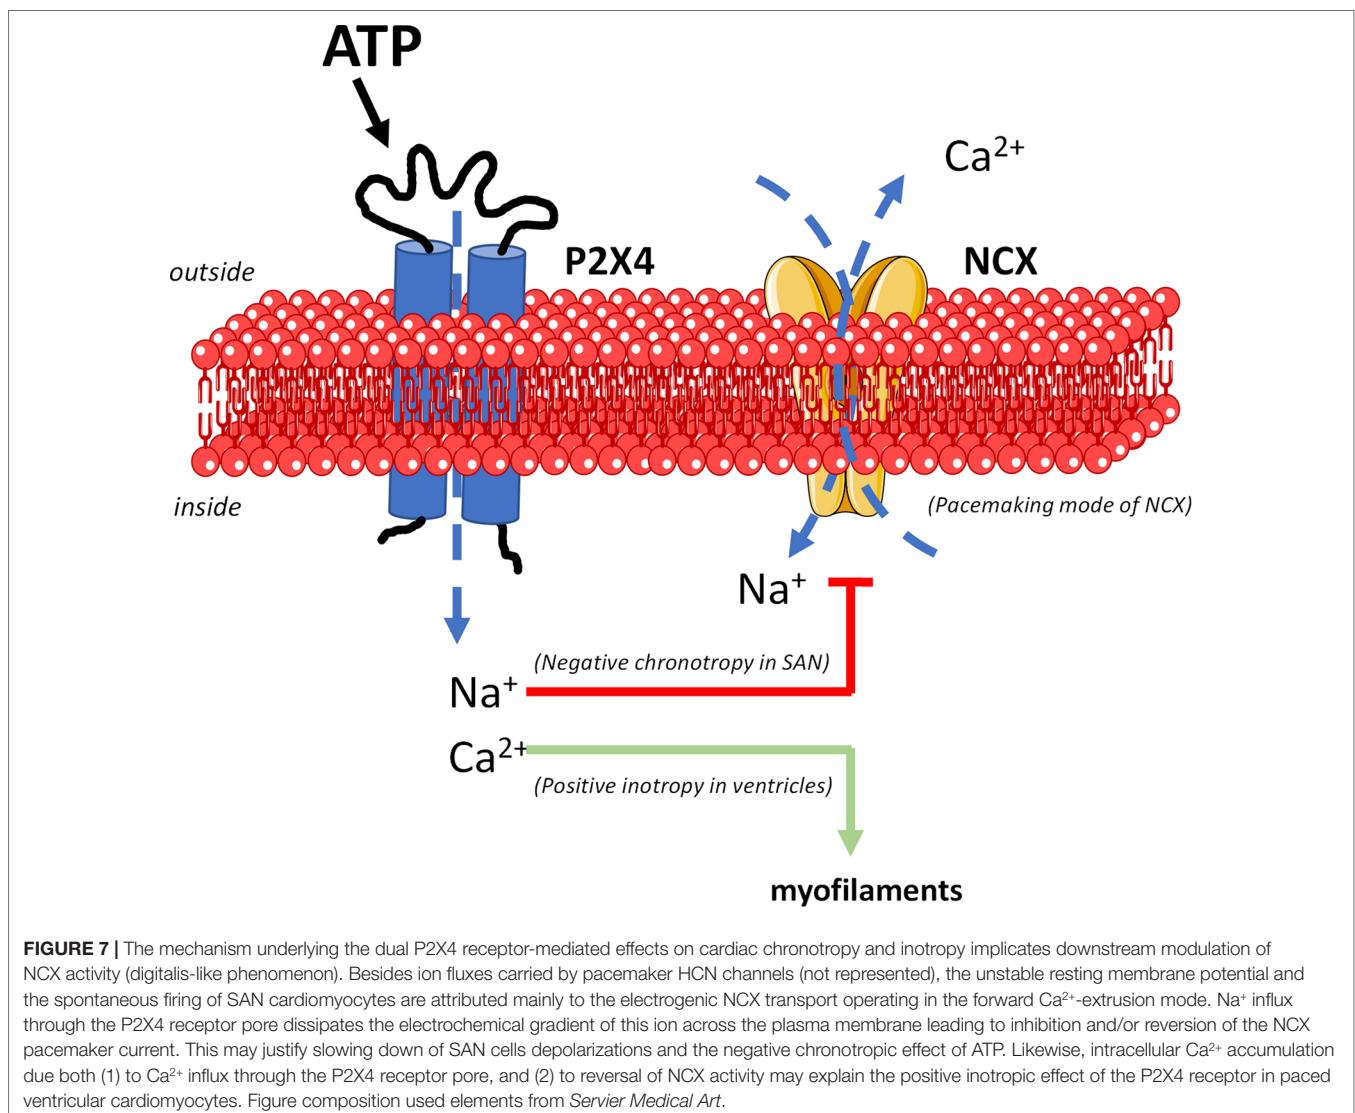 ATP
Ca²⁺
P2X4
NCX
outside
inside
(Pacemaking mode of NCX)
Na⁺
(Negative chronotropy in SAN)
Na⁺
Ca²⁺
(Positive inotropy in ventricles)
myofilaments
FIGURE 7 | The mechanism underlying the dual P2X4 receptor-mediated effects on cardiac chronotropy and inotropy implicates downstream modulation of
NCX activity (digitalis-like phenomenon). Besides ion fluxes carried by pacemaker HCN channels (not represented), the unstable resting membrane potential and
the spontaneous firing of SAN cardiomyocytes are attributed mainly to the electrogenic NCX transport operating in the forward Ca²⁺-extrusion mode. Na⁺ influx
through the P2X4 receptor pore dissipates the electrochemical gradient of this ion across the plasma membrane leading to inhibition and/or reversion of the NCX
pacemaker current. This may justify slowing down of SAN cells depolarizations and the negative chronotropic effect of ATP. Likewise, intracellular Ca²⁺ accumulation
due both (1) to Ca²⁺ influx through the P2X4 receptor pore, and (2) to reversal of NCX activity may explain the positive inotropic effect of the P2X4 receptor in paced
ventricular cardiomyocytes. Figure composition used elements from Servier Medical Art.